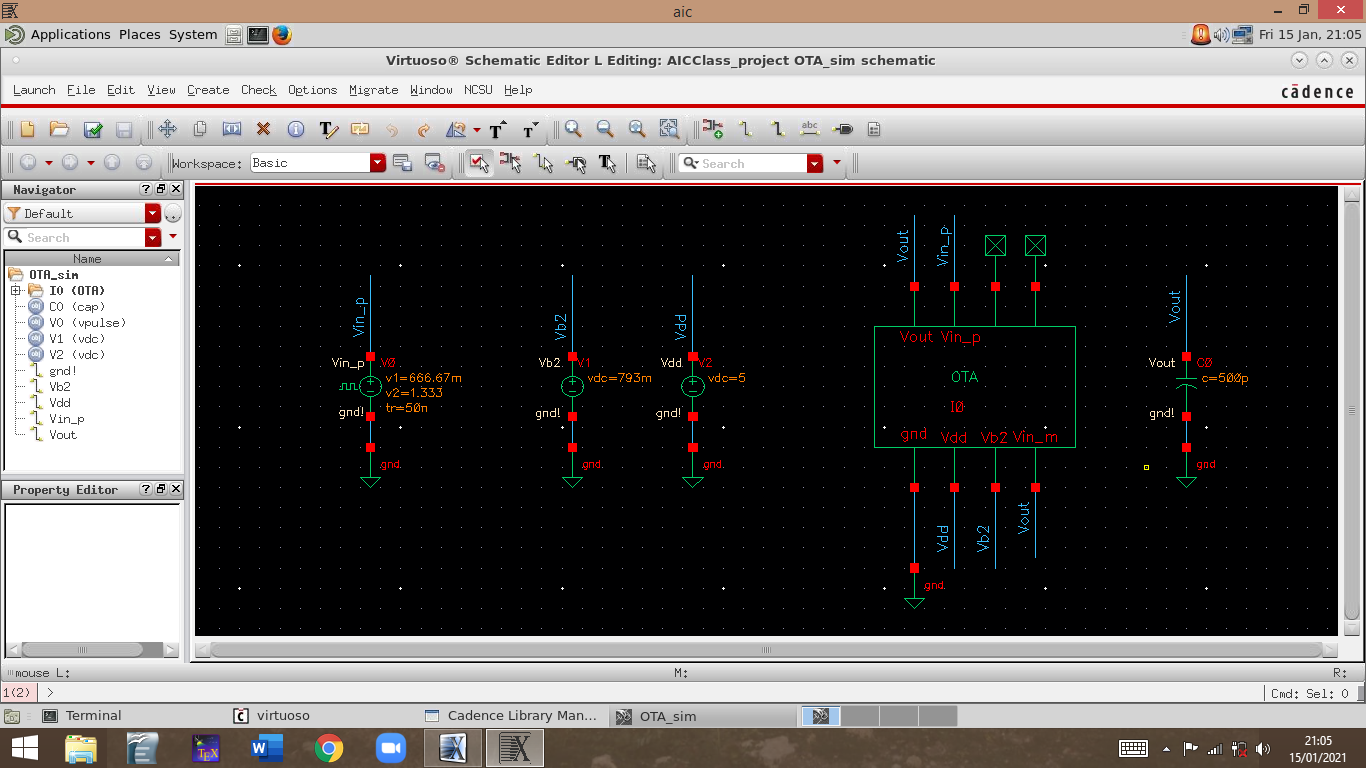 aic
Applications Places System
Fri 15 Jan, 21:05
Virtuoso® Schematic Editor L Editing: AICClass_project OTA_sim schematic
Launch File Edit View Create Check Options Migrate Window NCSU Help
cādence
abc
Workspace: Basic
Search
Navigator
Default
Search
Name
OTA_sim
I0 (OTA)
C0 (cap)
V0 (vpulse)
V1 (vdc)
V2 (vdc)
gnd!
Vb2
Vdd
Vin_p
Vout
Property Editor
Vin_p
Vin_p V0
v1=666.67m
v2=1.333
tr=50n
gnd!
gnd
Vb2
Vb2 V1
vdc=793m
gnd!
gnd
Vdd
Vdd V2
vdc=5
gnd!
gnd
Vout Vin_p
Vout Vin_p
OTA
I0
gnd Vdd Vb2 Vin_m
Vdd Vb2 Vout
gnd
Vout
Vout C0
c=500p
gnd!
gnd
mouse L: M: R:
1(2) >
Cmd: Sel: 0
Terminal
virtuoso
Cadence Library Man...
OTA_sim
21:05
15/01/2021